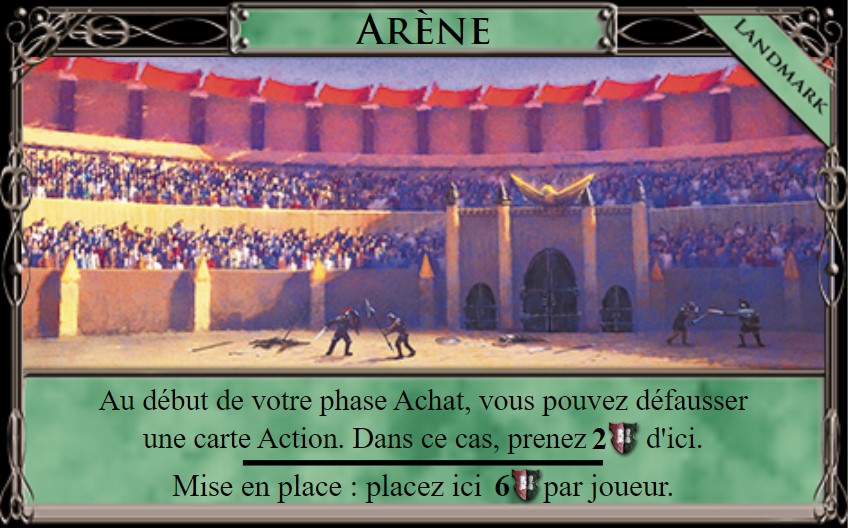 ARÈNE
LANDMARK
Au début de votre phase Achat, vous pouvez défausser
une carte Action. Dans ce cas, prenez 2 d'ici.
Mise en place : placez ici 6 par joueur.